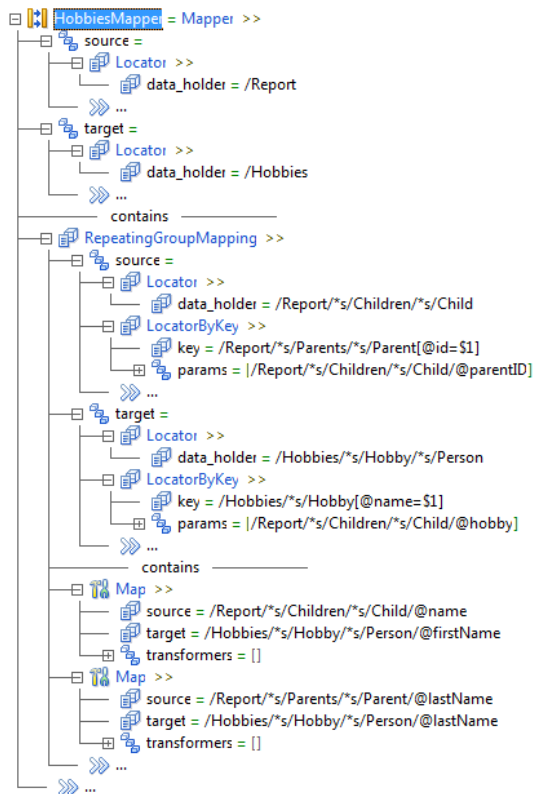 HobbiesMapper = Mapper >>
source =
Locator >>
data_holder = /Report
...
target =
Locator >>
data_holder = /Hobbies
...
contains
RepeatingGroupMapping >>
source =
Locator >>
data_holder = /Report/*s/Children/*s/Child
LocatorByKey >>
key = /Report/*s/Parents/*s/Parent[@id=$1]
params = |/Report/*s/Children/*s/Child/@parentID]
...
target =
Locator >>
data_holder = /Hobbies/*s/Hobby/*s/Person
LocatorByKey >>
key = /Hobbies/*s/Hobby[@name=$1]
params = |/Report/*s/Children/*s/Child/@hobby]
...
contains
Map >>
source = /Report/*s/Children/*s/Child/@name
target = /Hobbies/*s/Hobby/*s/Person/@firstName
transformers = []
Map >>
source = /Report/*s/Parents/*s/Parent/@lastName
target = /Hobbies/*s/Hobby/*s/Person/@lastName
transformers = []
...
...